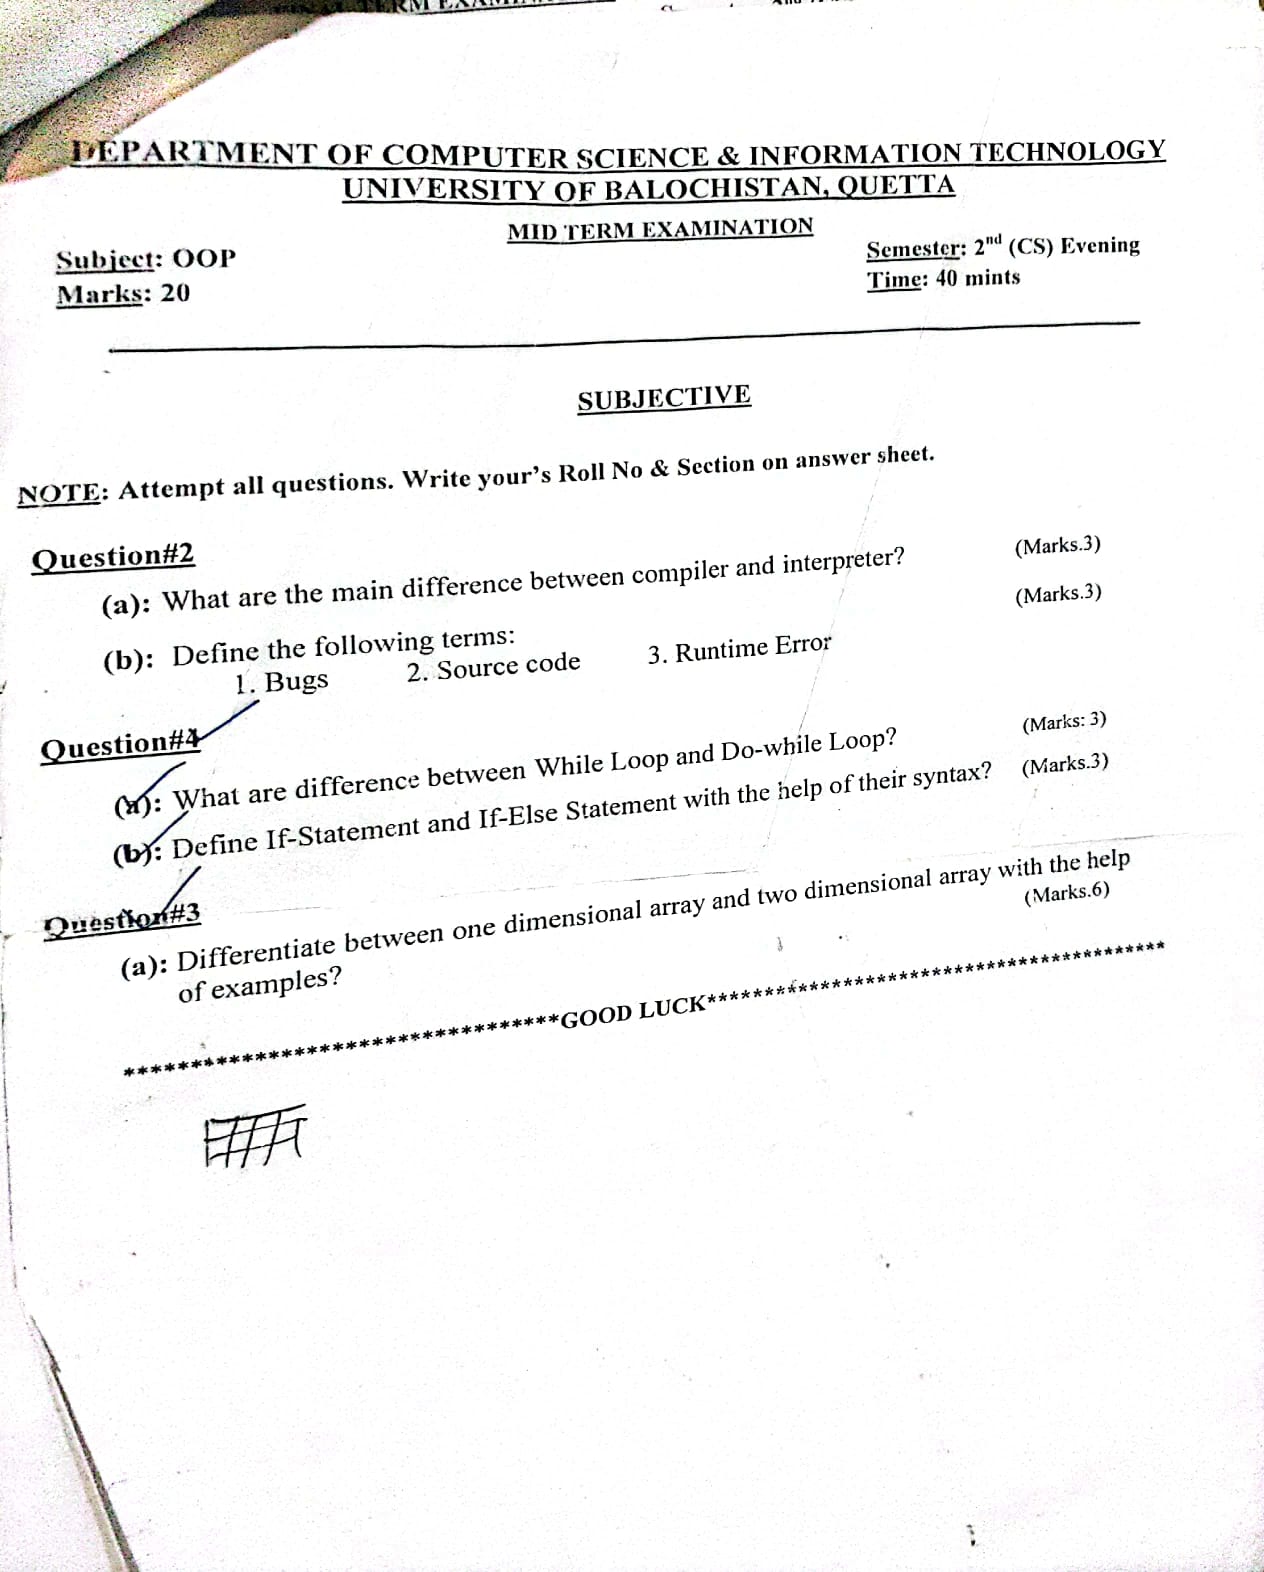 TERM EXAMIN
DEPARTMENT OF COMPUTER SCIENCE & INFORMATION TECHNOLOGY
UNIVERSITY OF BALOCHISTAN, QUETTA
MID TERM EXAMINATION
Subject: OOP
Semester: 2nd (CS) Evening
Marks: 20
Time: 40 mints
SUBJECTIVE
NOTE: Attempt all questions. Write your's Roll No & Section on answer sheet.
Question#2
(a): What are the main difference between compiler and interpreter? (Marks.3)
(b): Define the following terms: (Marks.3)
1. Bugs 2. Source code 3. Runtime Error
Question#4
(a): What are difference between While Loop and Do-while Loop? (Marks: 3)
(b): Define If-Statement and If-Else Statement with the help of their syntax? (Marks.3)
Question#3
(a): Differentiate between one dimensional array and two dimensional array with the help
of examples? (Marks.6)
**********************************GOOD LUCK****************************************